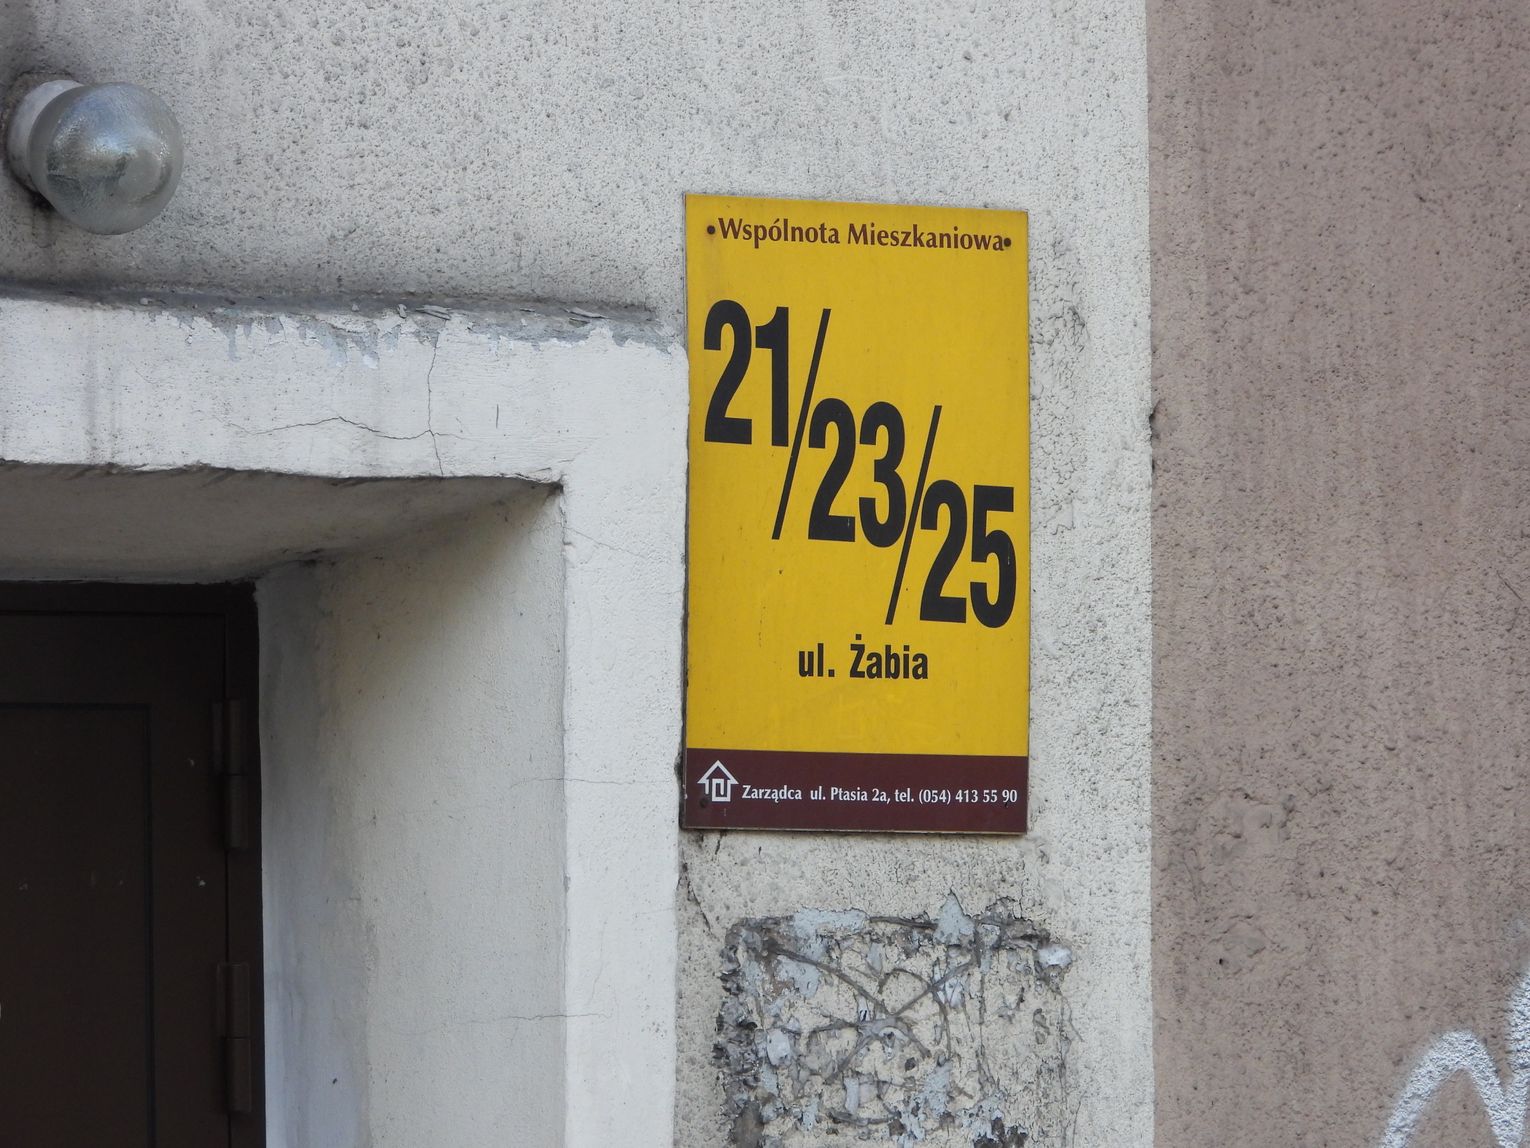 Wspólnota Mieszkaniowa
21/23/25
ul. Żabia
Zarządca ul. Ptasia 2a, tel. (054) 413 55 90